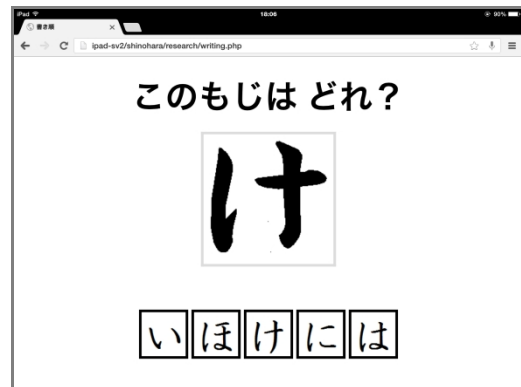 iPad 18:06 90%
書き順
ipad-sv2/shinohara/research/writing.php
このもじは どれ？
け
い ほ け に は